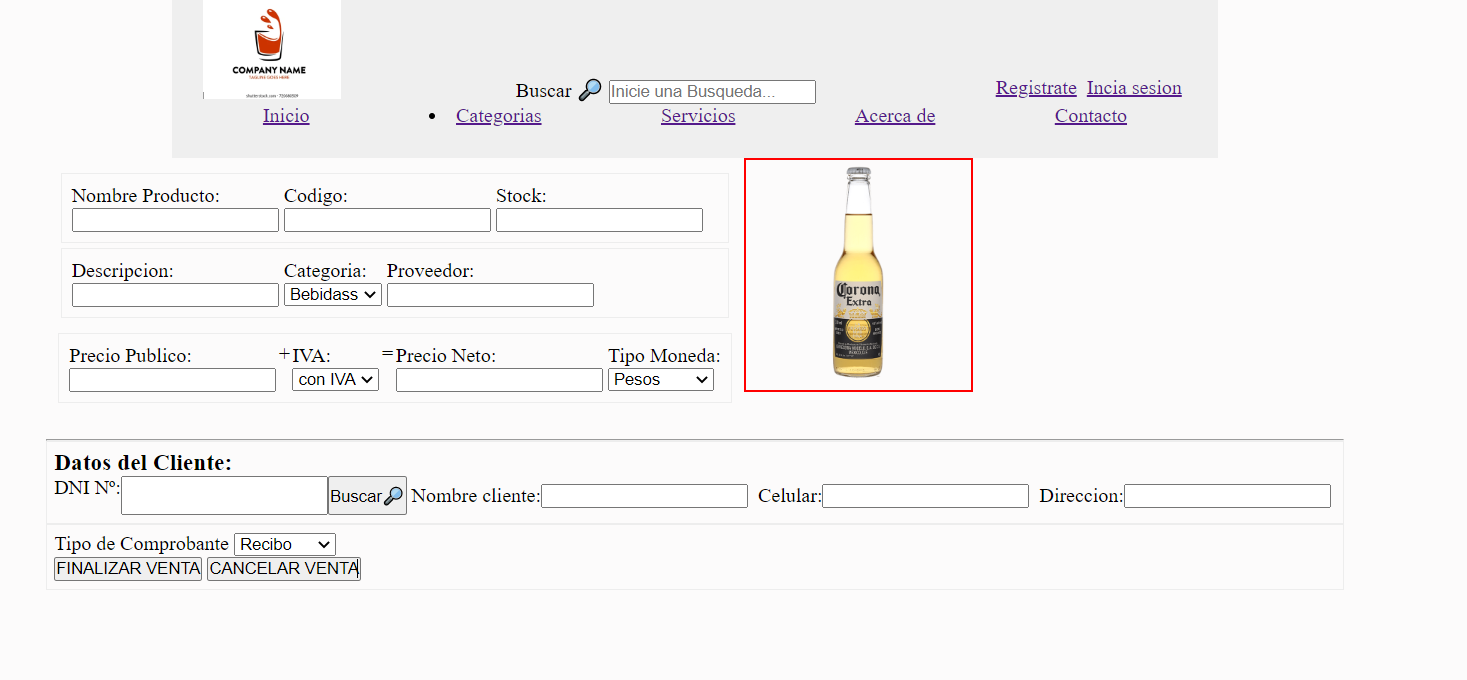 COMPANY NAME
TAGLINE GOES HERE
Buscar Inicie una Busqueda...
Registrate Incia sesion
Inicio Categorias Servicios Acerca de Contacto
Nombre Producto: Codigo: Stock:
Descripcion: Categoria: Proveedor:
Bebidass
Corona
Extra
Precio Publico: +IVA: =Precio Neto: Tipo Moneda:
con IVA Pesos
Datos del Cliente:
DNI Nº: Buscar Nombre cliente: Celular: Direccion:
Tipo de Comprobante Recibo
FINALIZAR VENTA CANCELAR VENTA